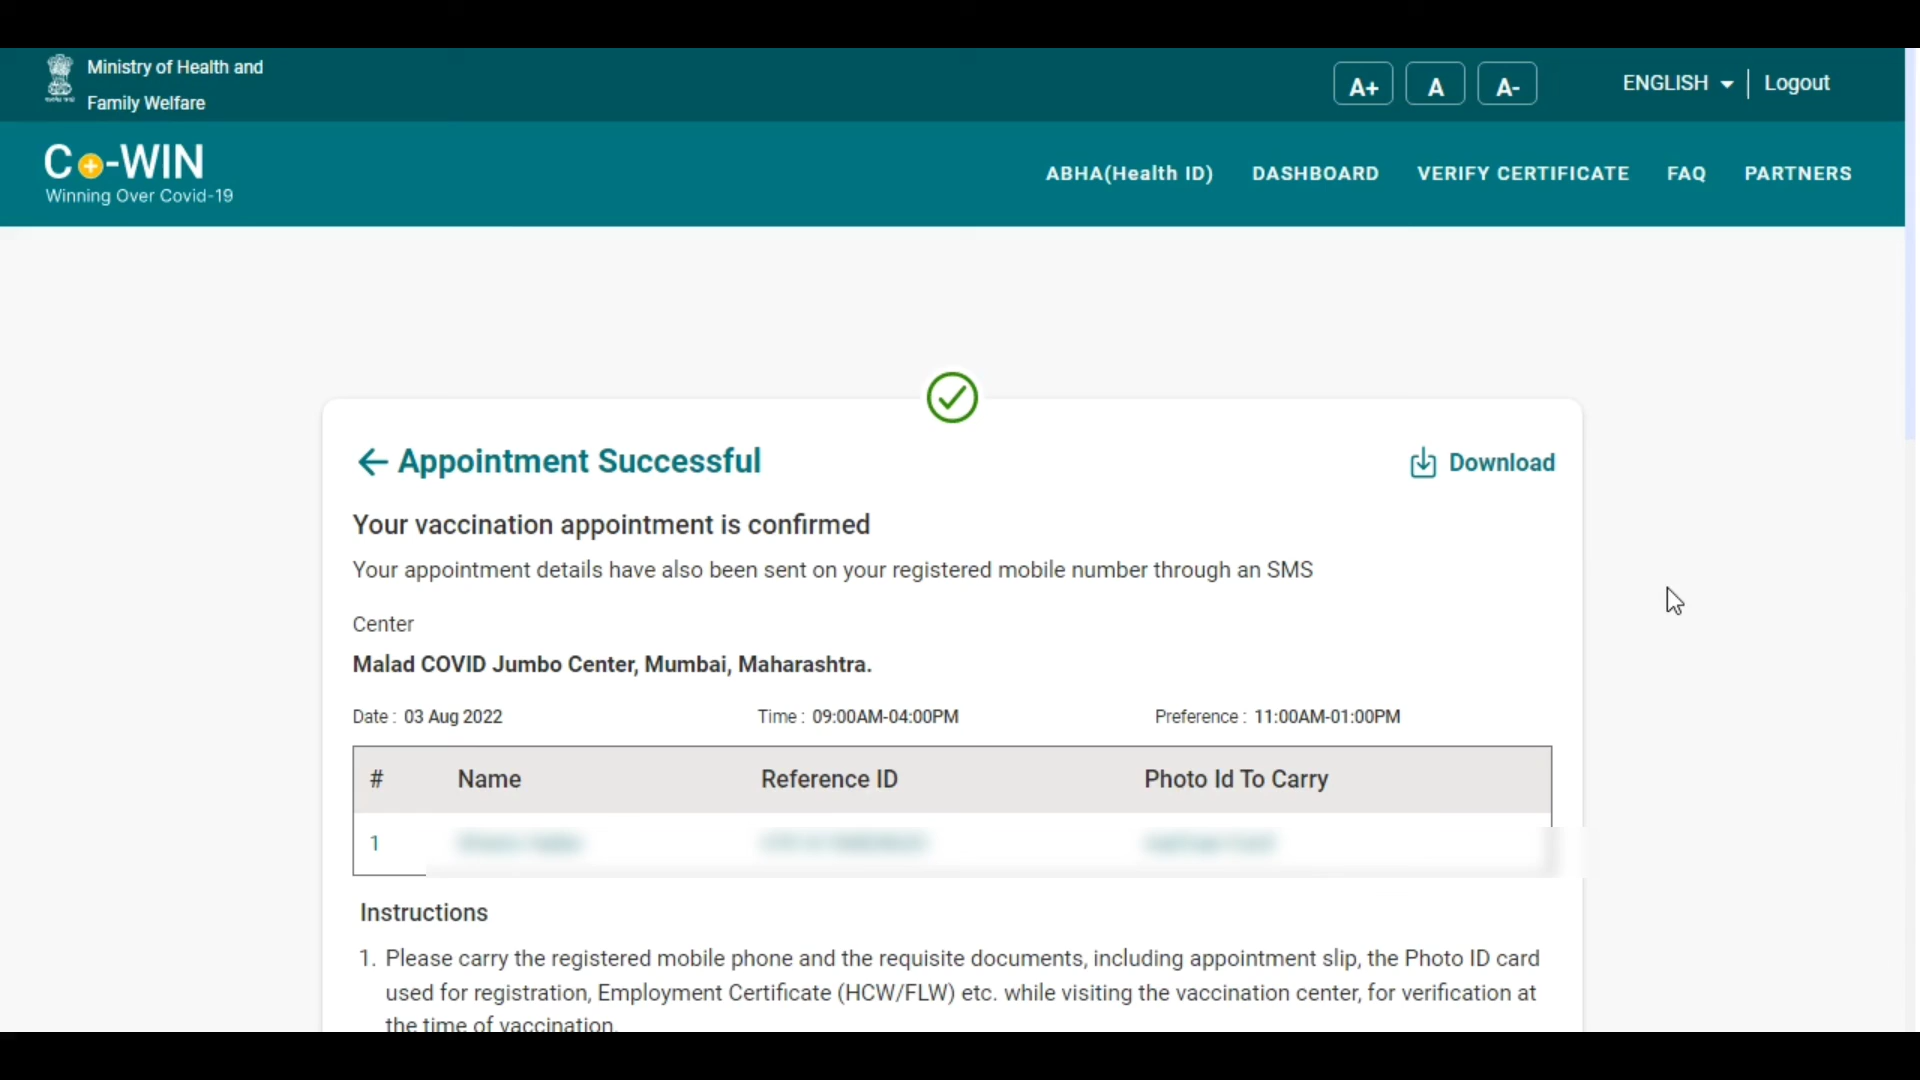 Ministry of Health and
Family Welfare
A+ A A-
ENGLISH Logout
Co-WIN
Winning Over Covid-19
ABHA(Health ID) DASHBOARD VERIFY CERTIFICATE FAQ PARTNERS
Appointment Successful
Download
Your vaccination appointment is confirmed
Your appointment details have also been sent on your registered mobile number through an SMS
Center
Malad COVID Jumbo Center, Mumbai, Maharashtra.
Date : 03 Aug 2022 Time : 09:00AM-04:00PM Preference : 11:00AM-01:00PM
# Name Reference ID Photo Id To Carry
1
Instructions
1. Please carry the registered mobile phone and the requisite documents, including appointment slip, the Photo ID card
used for registration, Employment Certificate (HCW/FLW) etc. while visiting the vaccination center, for verification at
the time of vaccination.